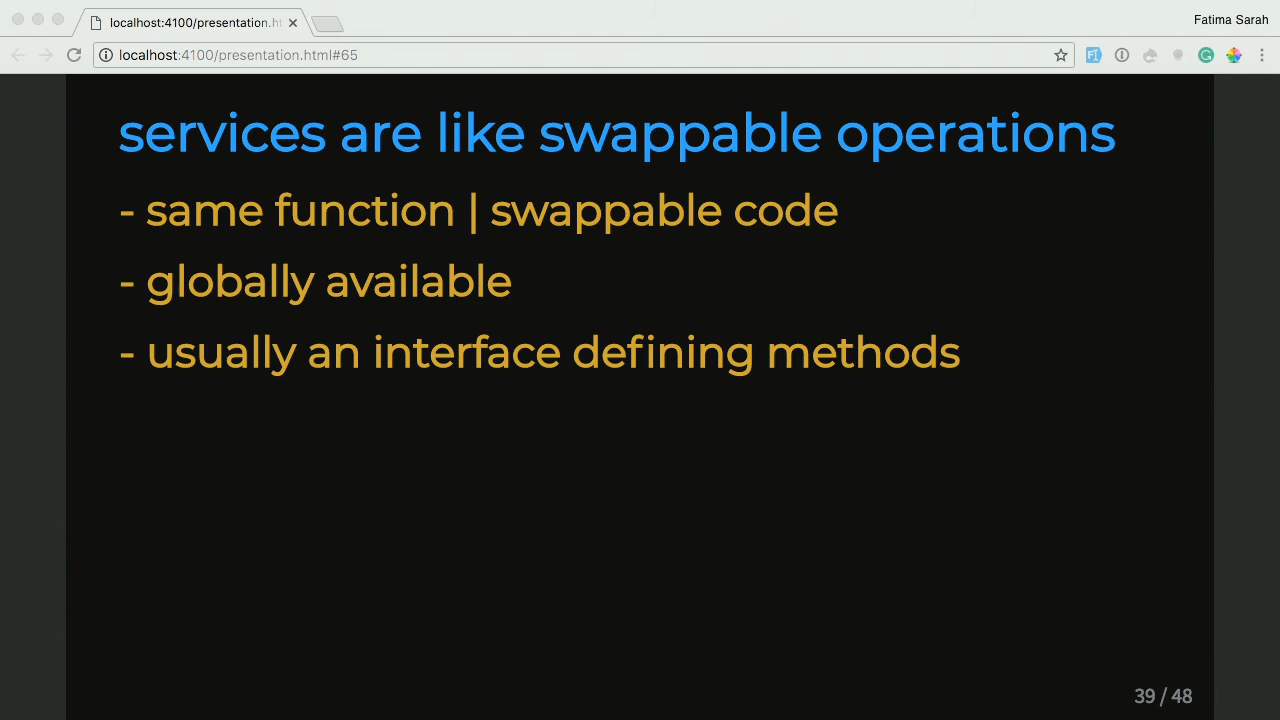 localhost:4100/presentation.ht
Fatima Sarah
localhost:4100/presentation.html#65
services are like swappable operations
- same function | swappable code
- globally available
- usually an interface defining methods
39 / 48